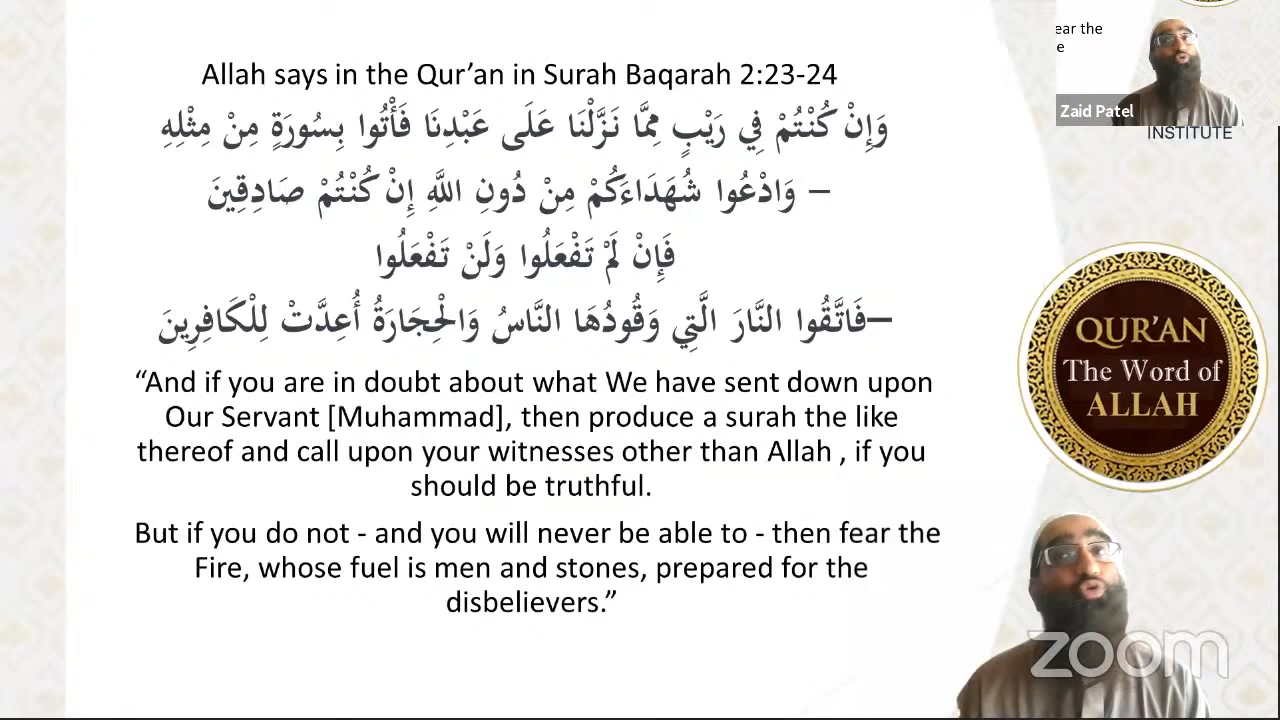 Allah says in the Qur’an in Surah Baqarah 2:23-24
وَإِنْ كُنْتُمْ فِي رَيْبٍ مِمَّا نَزَّلْنَا عَلَى عَبْدِنَا فَأْتُوا بِسُورَةٍ مِنْ مِثْلِهِ
– وَادْعُوا شُهَدَاءَكُمْ مِنْ دُونِ اللَّهِ إِنْ كُنْتُمْ صَادِقِينَ
فَإِنْ لَمْ تَفْعَلُوا وَلَنْ تَفْعَلُوا
–فَاتَّقُوا النَّارَ الَّتِي وَقُودُهَا النَّاسُ وَالْحِجَارَةُ أُعِدَّتْ لِلْكَافِرِينَ
“And if you are in doubt about what We have sent down upon
Our Servant [Muhammad], then produce a surah the like
thereof and call upon your witnesses other than Allah , if you
should be truthful.
But if you do not - and you will never be able to - then fear the
Fire, whose fuel is men and stones, prepared for the
disbelievers.”
ear the
e
Zaid Patel
INSTITUTE
QUR’AN
The Word of
ALLAH
zoom